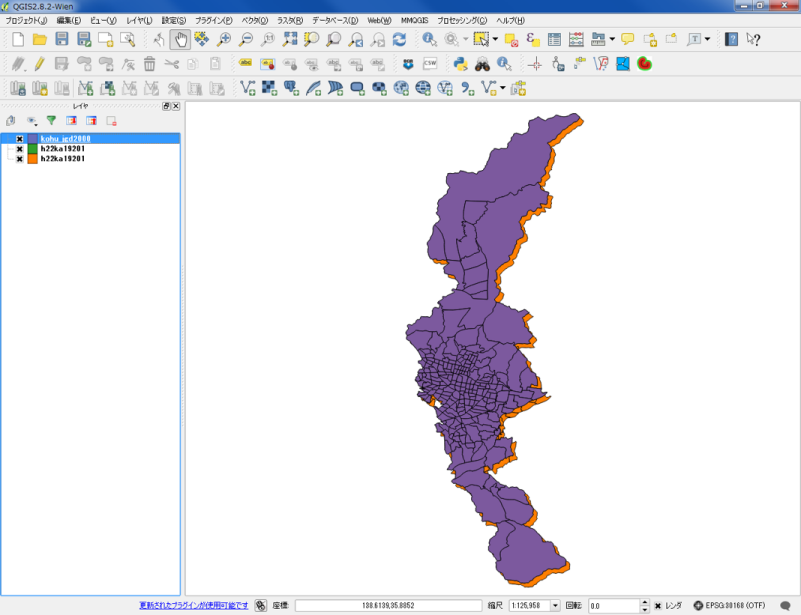 QGIS2.8.2-Wien
プロジェクト(J) 編集(E) ビュー(V) レイヤ(L) 設定(S) プラグイン(P) ベクタ(O) ラスタ(R) データベース(D) Web(W) MMQGIS プロセッシング(C) ヘルプ(H)
レイヤ
kohu_jgd2000
h22ka19201
h22ka19201
更新されたプラグインが使用可能です 座標: 138.6139,35.8852 縮尺 1:125,958 回転: 0.0 レンダ EPSG:30168 (OTF)